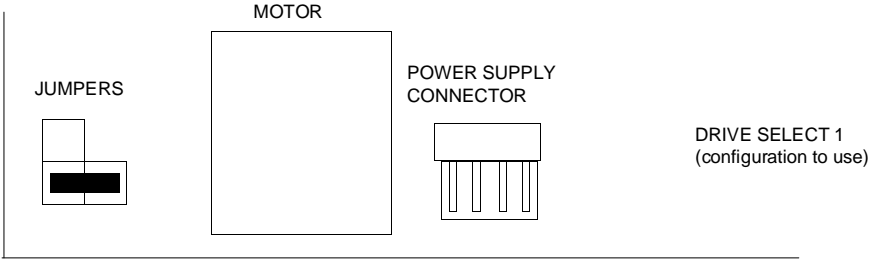 MOTOR
JUMPERS
POWER SUPPLY
CONNECTOR
DRIVE SELECT 1
(configuration to use)